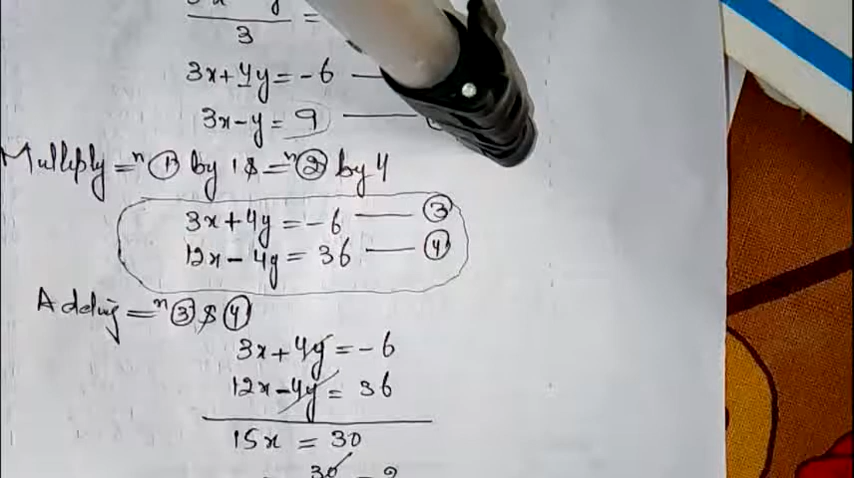 3 =
3x+4y=-6 —
3x-y= 9 —
Multiply =ⁿ ① by 1 & =ⁿ ② by 4
3x+4y=-6 — ③
12x-4y= 36 — ④
Adding =ⁿ ③ & ④
3x+4y=-6
12x-4y= 36
15x = 30
30